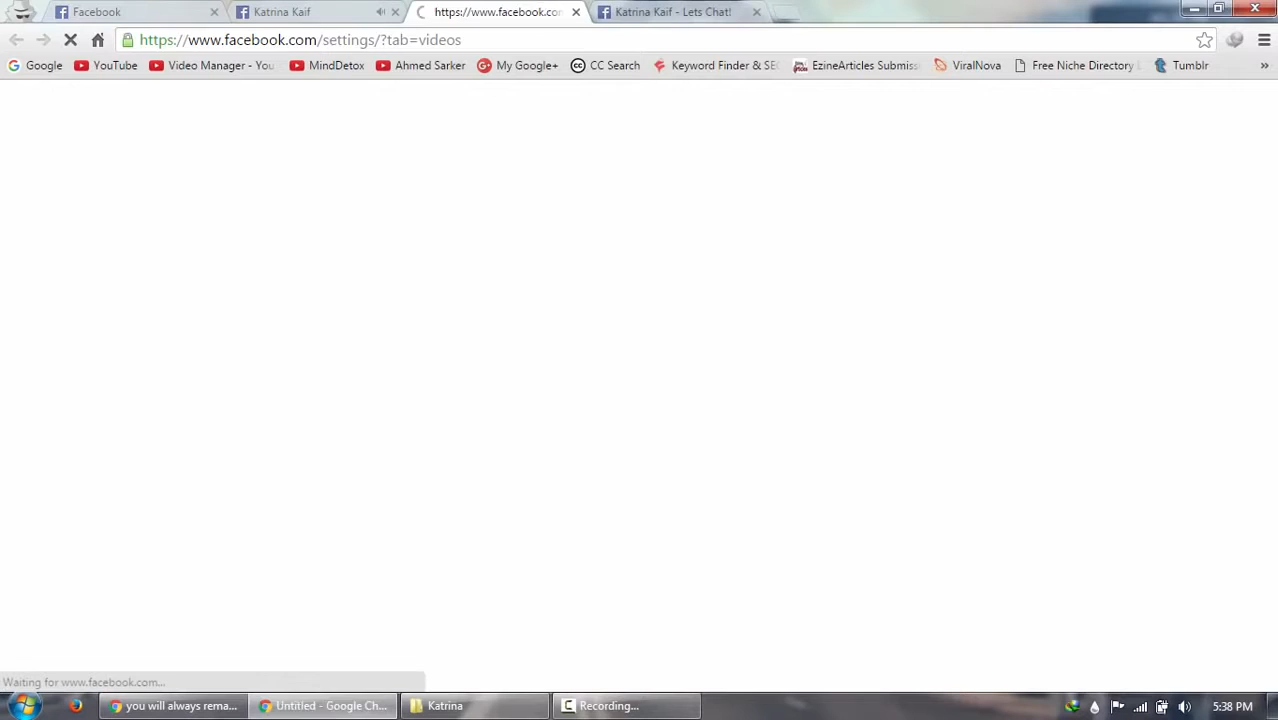 Facebook
Katrina Kaif
https://www.facebook.co
Katrina Kaif - Lets Chat!
https://www.facebook.com/settings/?tab=videos
Google
YouTube
Video Manager - You
MindDetox
Ahmed Sarker
My Google+
CC Search
Keyword Finder & SEO
EzineArticles Submiss
ViralNova
Free Niche Directory
Tumblr
»
Waiting for www.facebook.com...
you will always rema...
Untitled - Google Ch...
Katrina
Recording...
5:38 PM